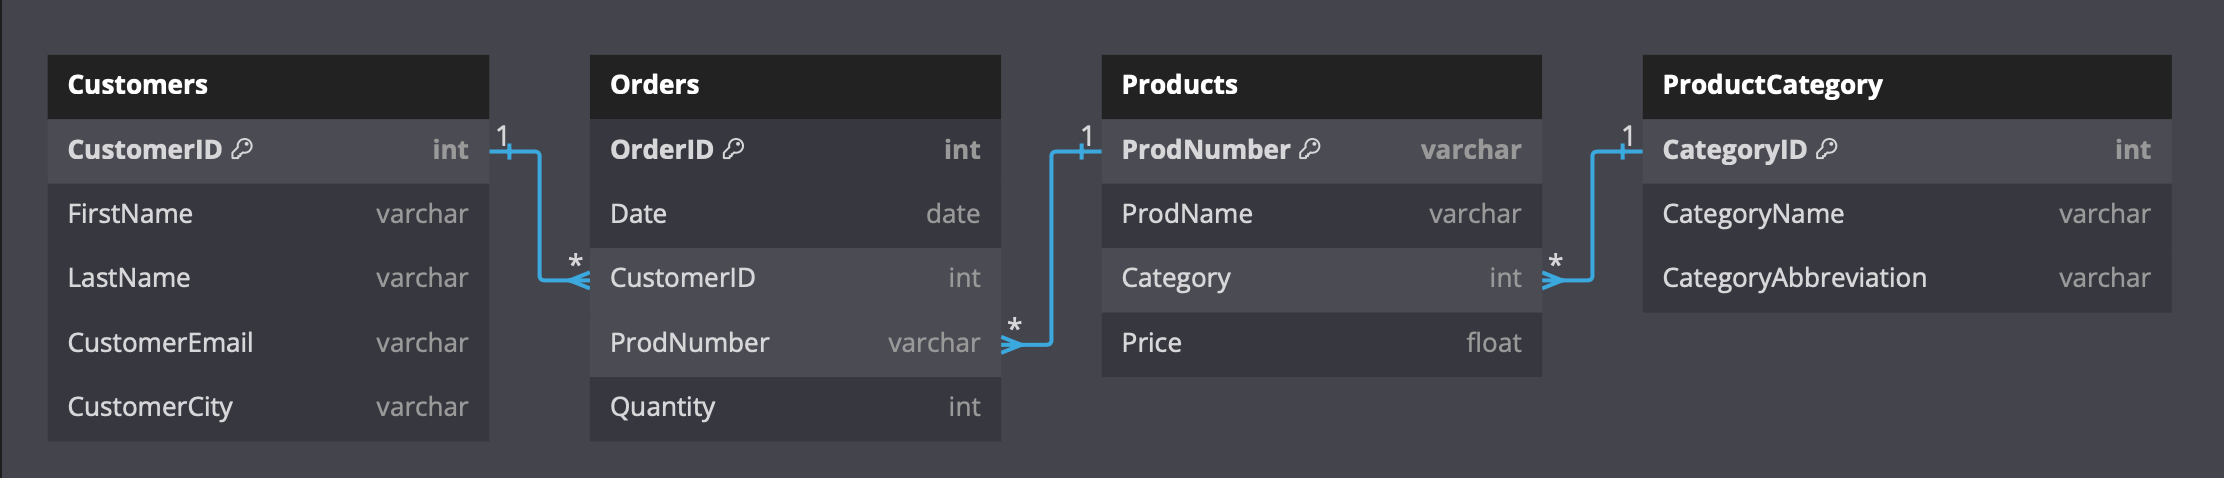 Customers
CustomerID int
FirstName varchar
LastName varchar
CustomerEmail varchar
CustomerCity varchar
1
*
Orders
OrderID int
Date date
CustomerID int
ProdNumber varchar
Quantity int
1
*
Products
ProdNumber varchar
ProdName varchar
Category int
Price float
1
*
ProductCategory
CategoryID int
CategoryName varchar
CategoryAbbreviation varchar